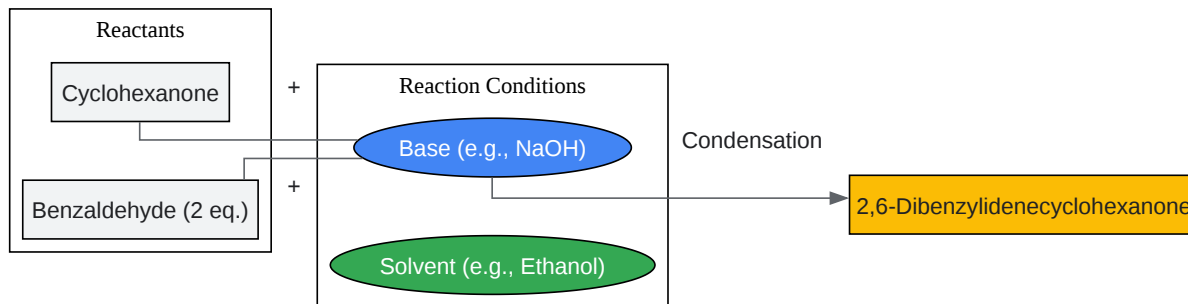 Reactants
Cyclohexanone
Benzaldehyde (2 eq.)
+
+
Reaction Conditions
Base (e.g., NaOH)
Solvent (e.g., Ethanol)
Condensation
2,6-Dibenzylidenecyclohexanone